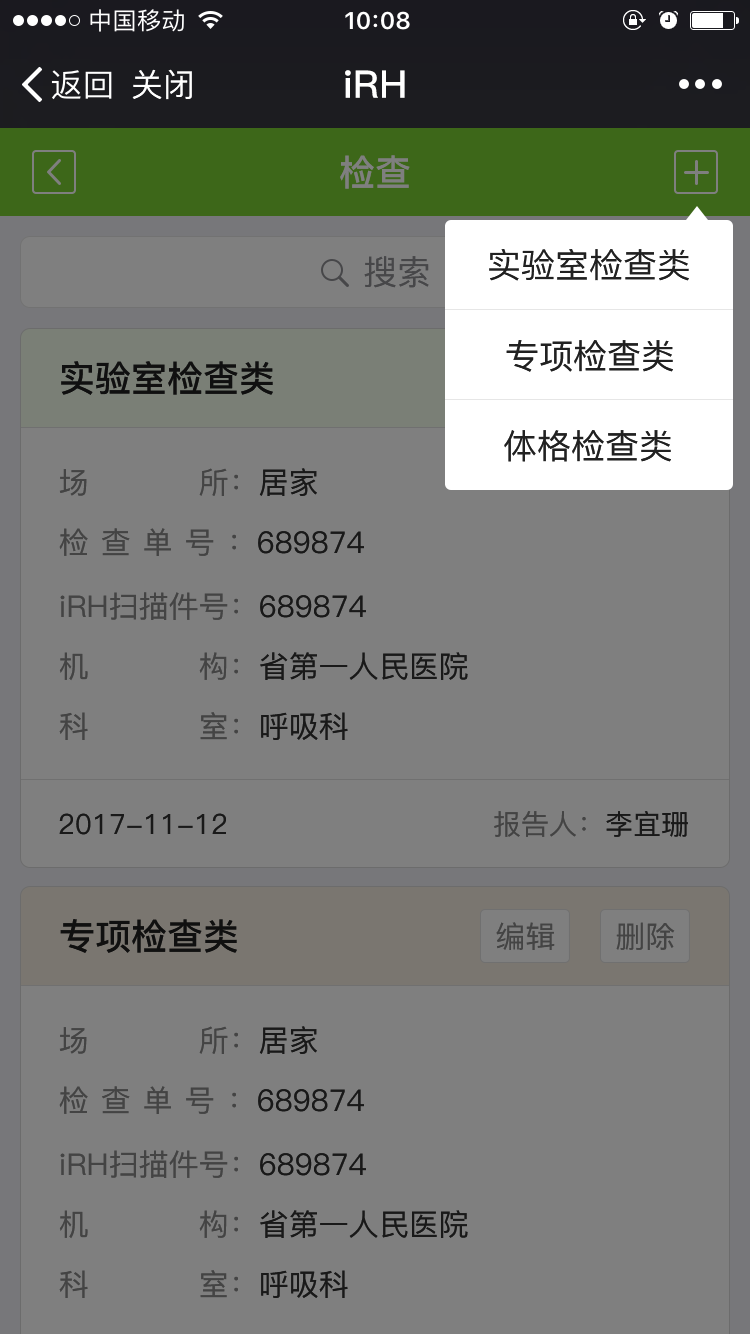 中国移动 10:08
返回 关闭 iRH
检查
搜索
实验室检查类
专项检查类
体格检查类
实验室检查类
场所：居家
检查单号：689874
iRH扫描件号：689874
机构：省第一人民医院
科室：呼吸科
2017-11-12 报告人：李宜珊
专项检查类 编辑 删除
场所：居家
检查单号：689874
iRH扫描件号：689874
机构：省第一人民医院
科室：呼吸科